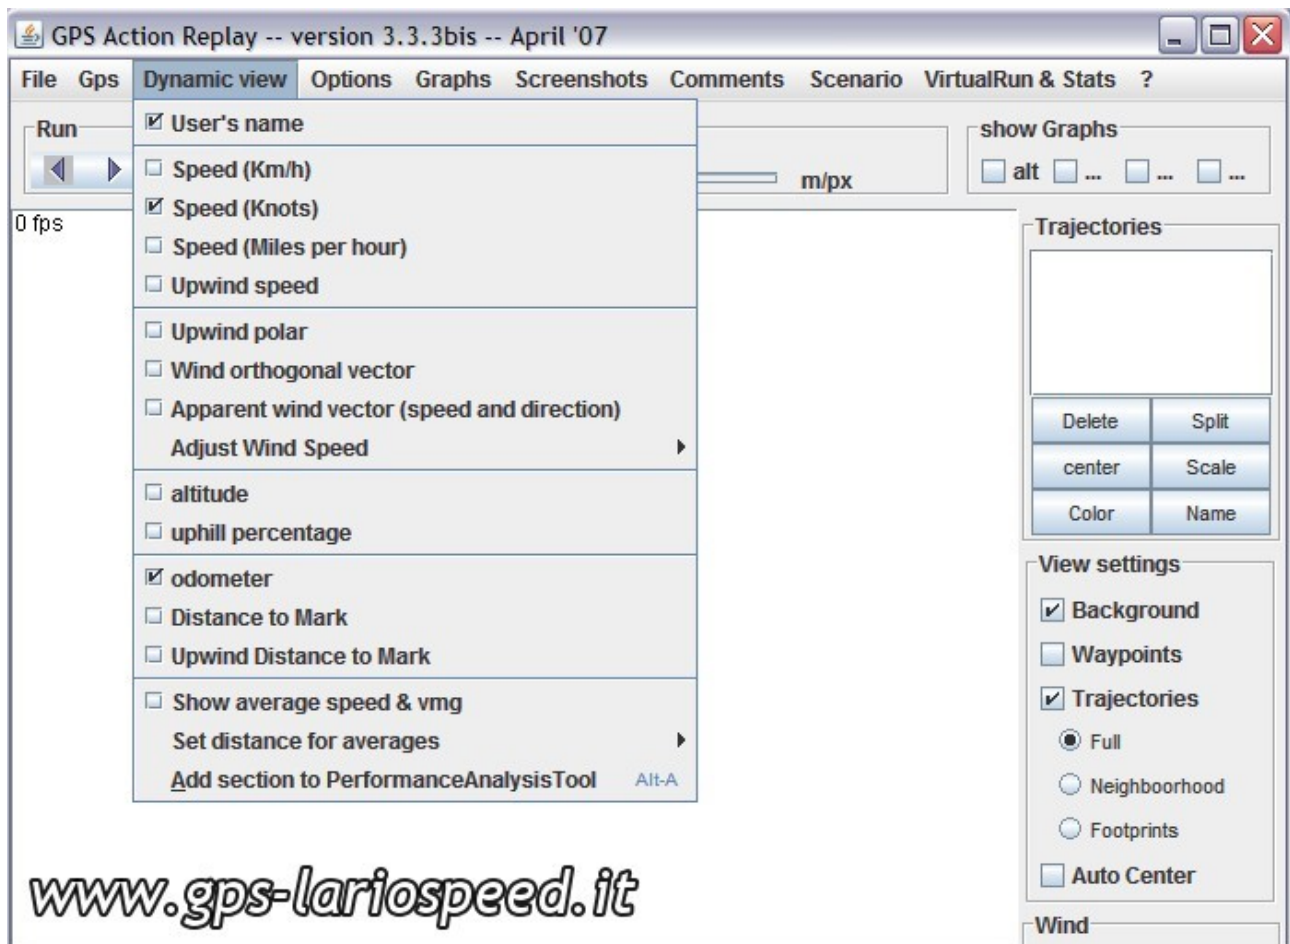 GPS Action Replay -- version 3.3.3bis -- April '07
File Gps Dynamic view Options Graphs Screenshots Comments Scenario VirtualRun & Stats ?
Run
User's name
Speed (Km/h)
Speed (Knots)
Speed (Miles per hour)
Upwind speed
Upwind polar
Wind orthogonal vector
Apparent wind vector (speed and direction)
Adjust Wind Speed
altitude
uphill percentage
odometer
Distance to Mark
Upwind Distance to Mark
Show average speed & vmg
Set distance for averages
Add section to PerformanceAnalysisTool Alt-A
m/px
show Graphs
alt ... ... ...
0 fps
Trajectories
Delete Split
center Scale
Color Name
View settings
Background
Waypoints
Trajectories
Full
Neighboorhood
Footprints
Auto Center
Wind
www.gps-lariospeed.it